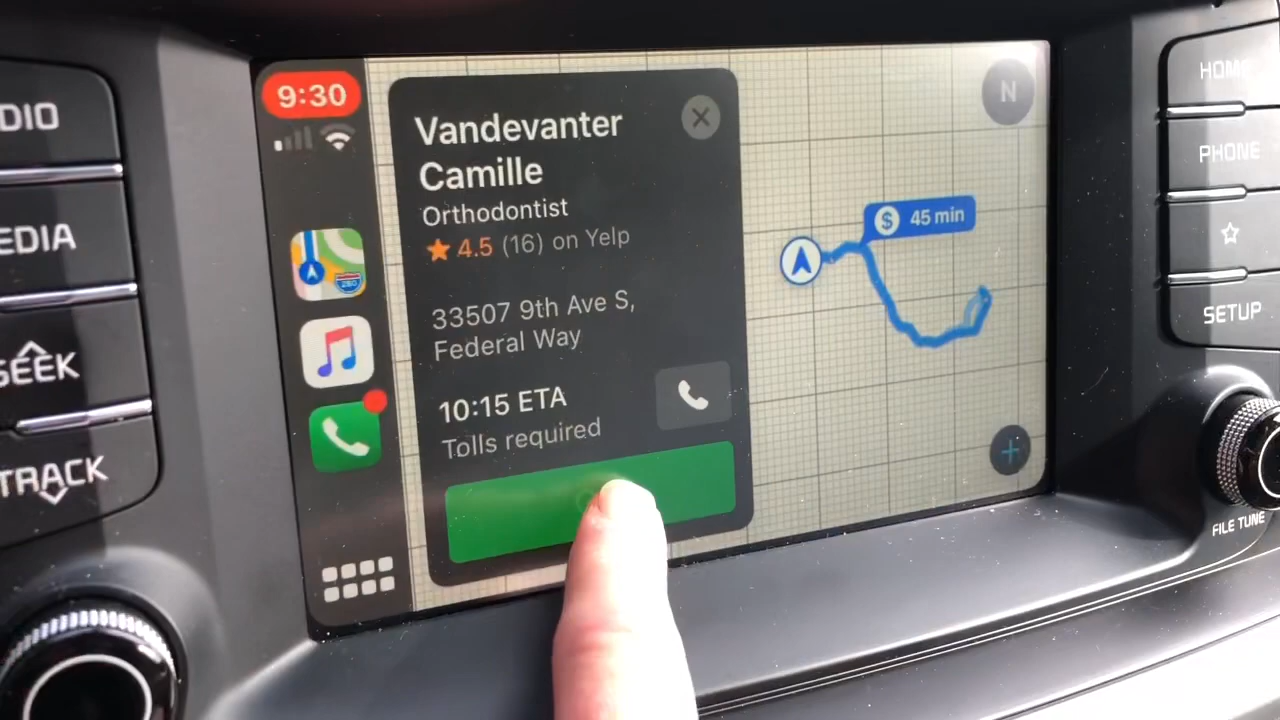 DIO
EDIA
SEEK
TRACK
9:30
280
Vandevanter
Camille
Orthodontist
4.5 (16) on Yelp
33507 9th Ave S,
Federal Way
10:15 ETA
Tolls required
$ 45 min
N
HOME
PHONE
SETUP
FILE TUNE